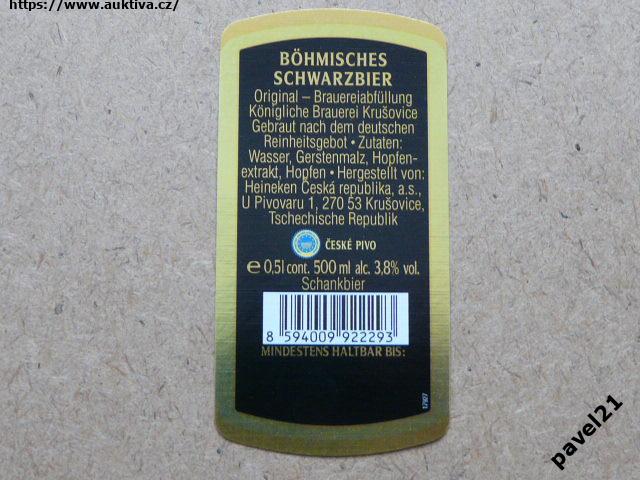 https://www.auktiva.cz/
BÖHMISCHES
SCHWARZBIER
Original – Brauereiabfüllung
Königliche Brauerei Krušovice
Gebraut nach dem deutschen
Reinheitsgebot • Zutaten:
Wasser, Gerstenmalz, Hopfen-
extrakt, Hopfen • Hergestellt von:
Heineken Česká republika, a.s.,
U Pivovaru 1, 270 53 Krušovice,
Tschechische Republik
ČESKÉ PIVO
e 0,5l cont. 500 ml alc. 3,8% vol.
Schankbier
8 594009 922293
MINDESTENS HALTBAR BIS:
pavel21